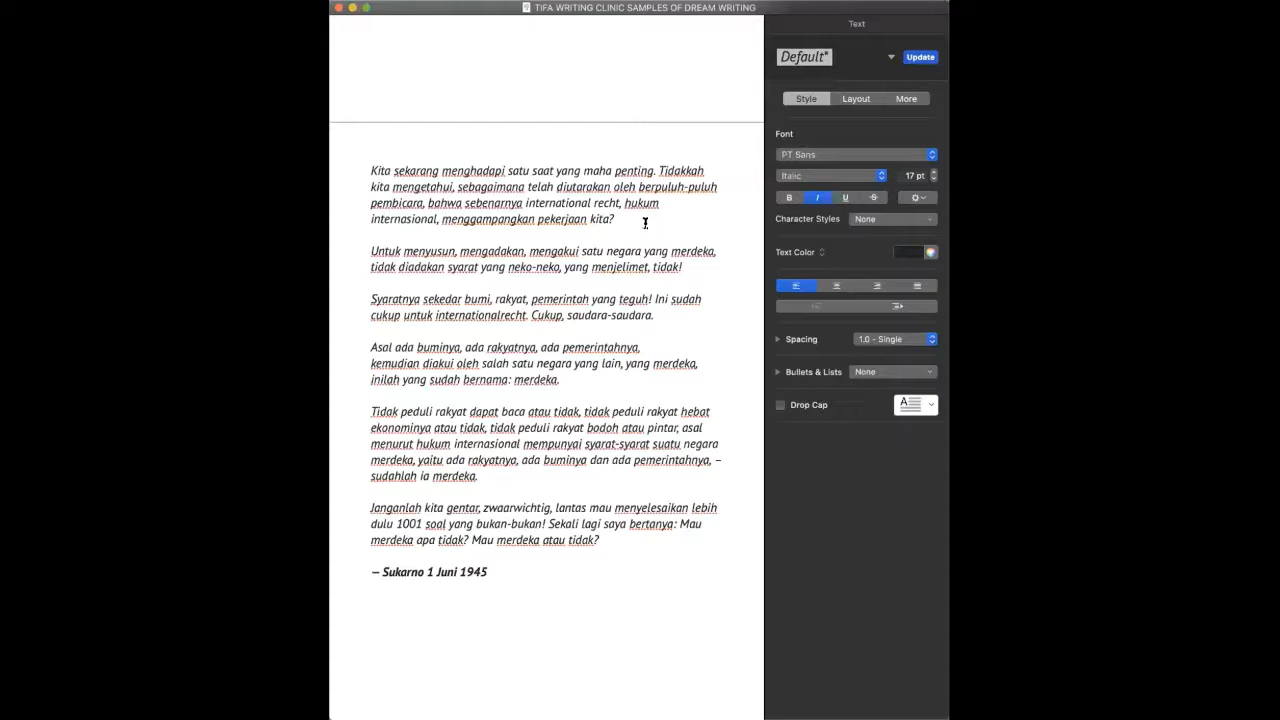 TIFA WRITING CLINIC SAMPLES OF DREAM WRITING
Text
Default*
Update
Style Layout More
Font
PT Sans
Italic 17 pt
B I U S
Character Styles None
Text Color
Spacing 1.0 - Single
Bullets & Lists None
Drop Cap A
Kita sekarang menghadapi satu saat yang maha penting. Tidakkah
kita mengetahui, sebagaimana telah diutarakan oleh berpuluh-puluh
pembicara, bahwa sebenarnya international recht, hukum
internasional, menggampangkan pekerjaan kita?
Untuk menyusun, mengadakan, mengakui satu negara yang merdeka,
tidak diadakan syarat yang neko-neko, yang menjelimet, tidak!
Syaratnya sekedar bumi, rakyat, pemerintah yang teguh! Ini sudah
cukup untuk internationalrecht. Cukup, saudara-saudara.
Asal ada buminya, ada rakyatnya, ada pemerintahnya,
kemudian diakui oleh salah satu negara yang lain, yang merdeka,
inilah yang sudah bernama: merdeka.
Tidak peduli rakyat dapat baca atau tidak, tidak peduli rakyat hebat
ekonominya atau tidak, tidak peduli rakyat bodoh atau pintar, asal
menurut hukum internasional mempunyai syarat-syarat suatu negara
merdeka, yaitu ada rakyatnya, ada buminya dan ada pemerintahnya, –
sudahlah ia merdeka.
Janganlah kita gentar, zwaarwichtig, lantas mau menyelesaikan lebih
dulu 1001 soal yang bukan-bukan! Sekali lagi saya bertanya: Mau
merdeka apa tidak? Mau merdeka atau tidak?
— Sukarno 1 Juni 1945